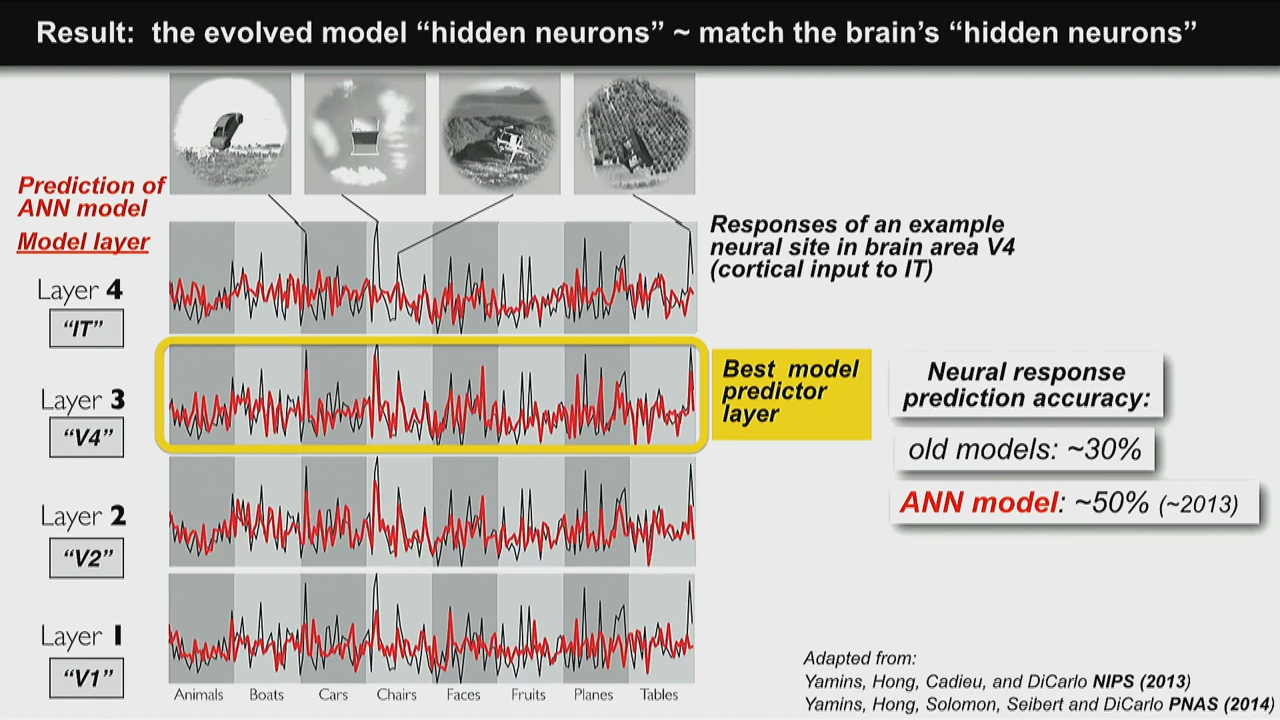 Result:  the evolved model “hidden neurons” ~ match the brain’s “hidden neurons”
Prediction of
ANN model
Model layer
Responses of an example
neural site in brain area V4
(cortical input to IT)
Layer 4
“IT”
Layer 3
“V4”
Best model
predictor
layer
Neural response
prediction accuracy:
old models: ~30%
ANN model: ~50% (~2013)
Layer 2
“V2”
Layer 1
“V1”
Animals Boats Cars Chairs Faces Fruits Planes Tables
Adapted from:
Yamins, Hong, Cadieu, and DiCarlo NIPS (2013)
Yamins, Hong, Solomon, Seibert and DiCarlo PNAS (2014)